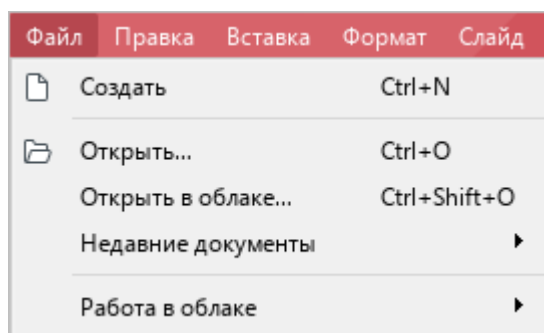 Файл Правка Вставка Формат Слайд
Создать Ctrl+N
Открыть... Ctrl+O
Открыть в облаке... Ctrl+Shift+O
Недавние документы
Работа в облаке